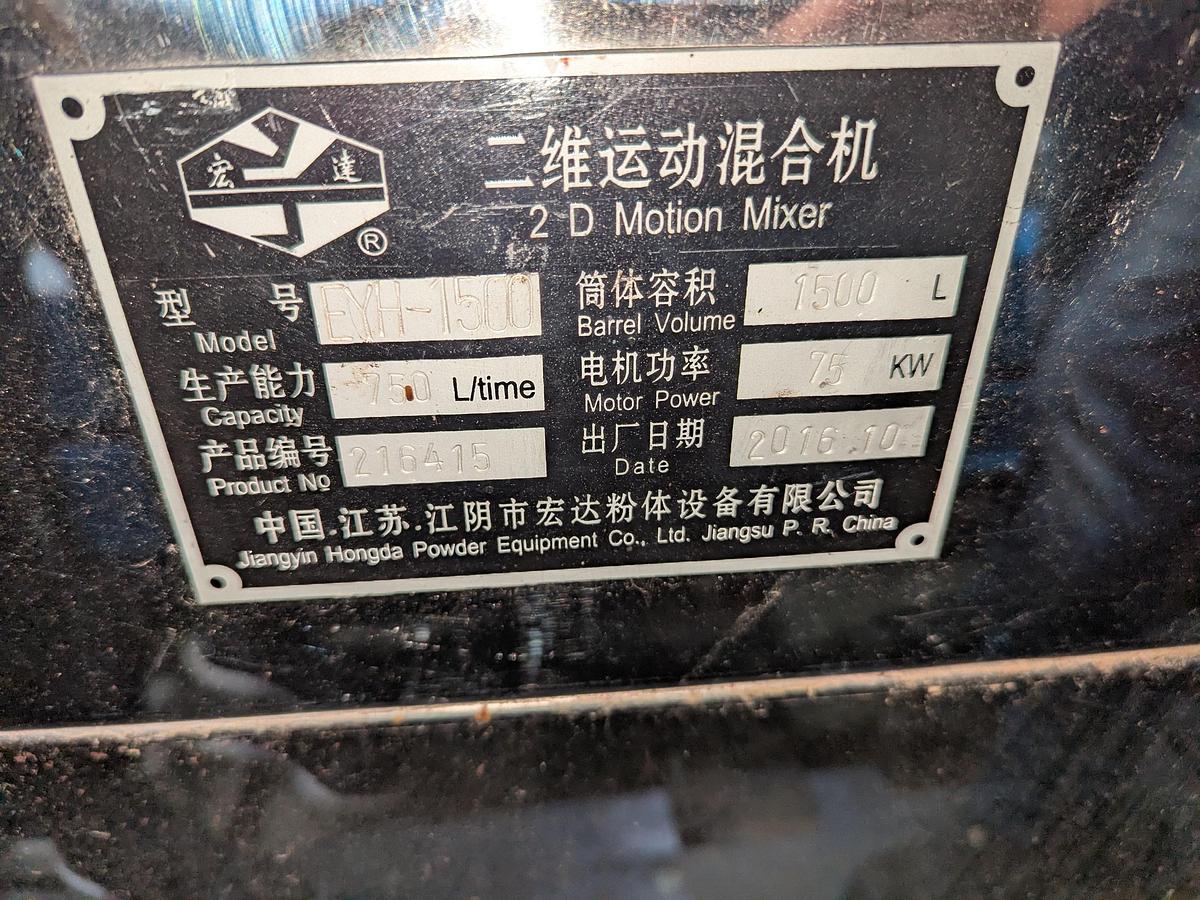 宏 達
®
二维运动混合机
2 D Motion Mixer
型 号 EYH-1500
Model
筒体容积 1500 L
Barrel Volume
生产能力 750 L/time
Capacity
电机功率 75 KW
Motor Power
产品编号 216415
Product №
出厂日期 2016.10
Date
中国.江苏.江阴市宏达粉体设备有限公司
Jiangyin Hongda Powder Equipment Co., Ltd. Jiangsu P. R. China